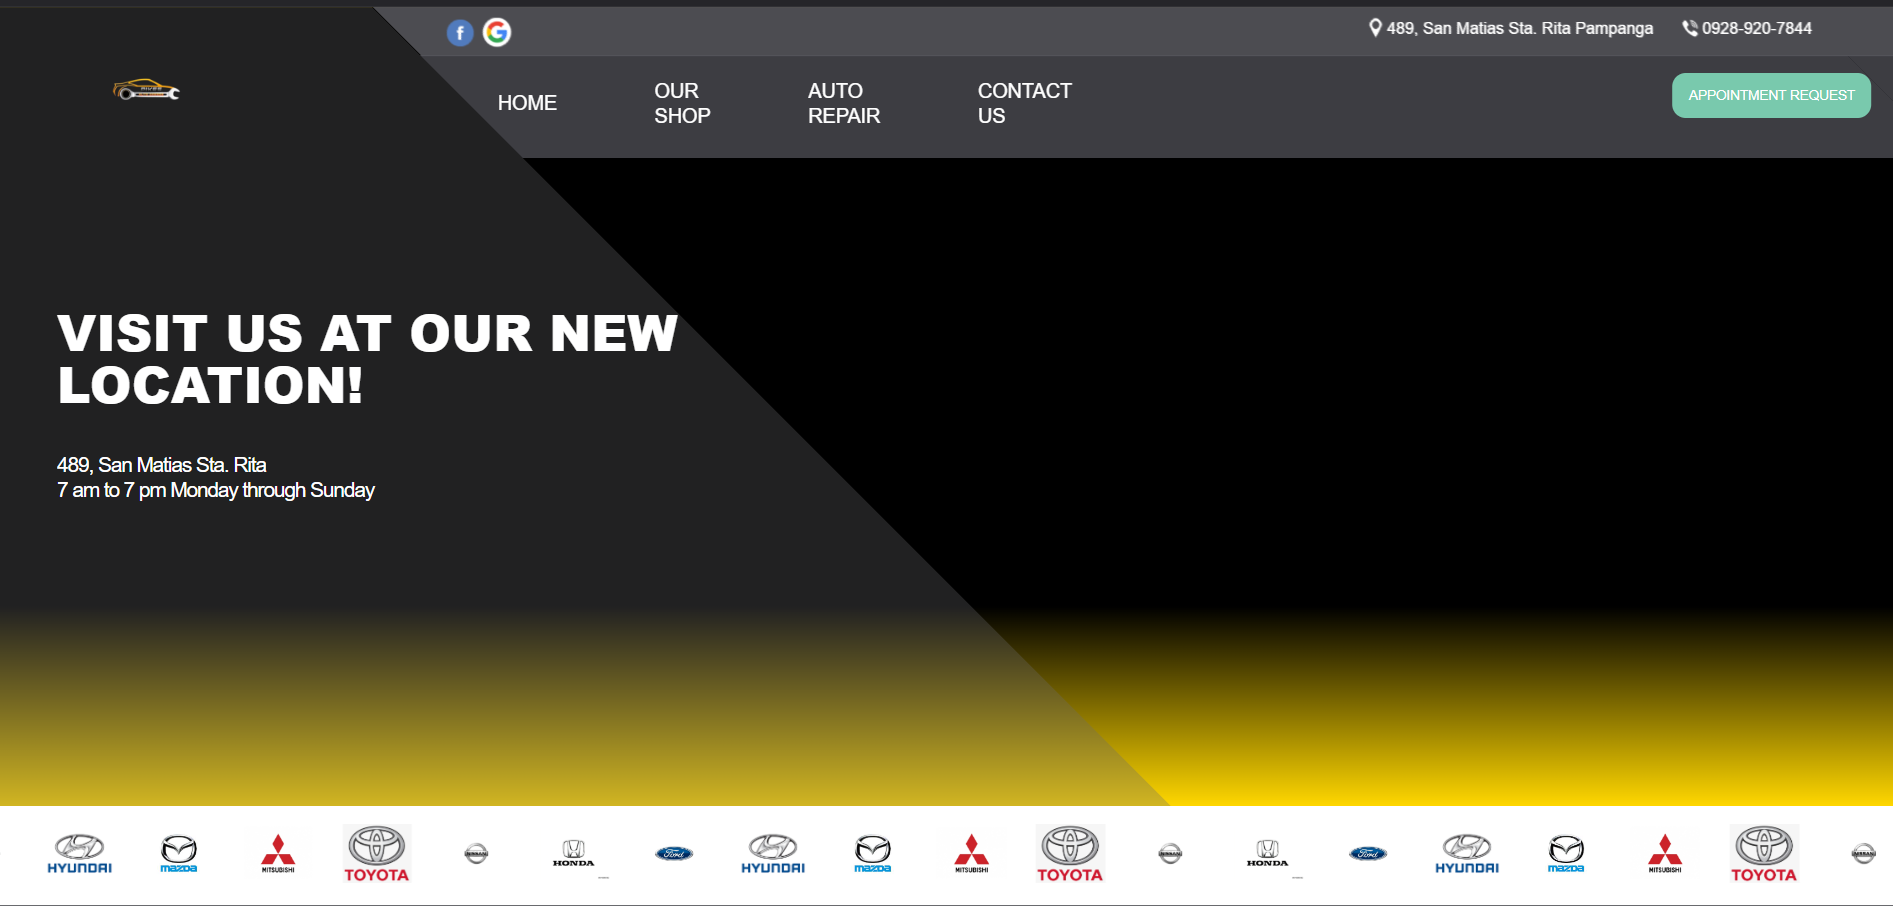 489, San Matias Sta. Rita Pampanga
0928-920-7844
HOME
OUR
SHOP
AUTO
REPAIR
CONTACT
US
APPOINTMENT REQUEST
VISIT US AT OUR NEW
LOCATION!
489, San Matias Sta. Rita
7 am to 7 pm Monday through Sunday
HYUNDAI
mazda
MITSUBISHI
TOYOTA
NISSAN
HONDA
Ford
HYUNDAI
mazda
MITSUBISHI
TOYOTA
NISSAN
HONDA
Ford
HYUNDAI
mazda
MITSUBISHI
TOYOTA
NISSAN